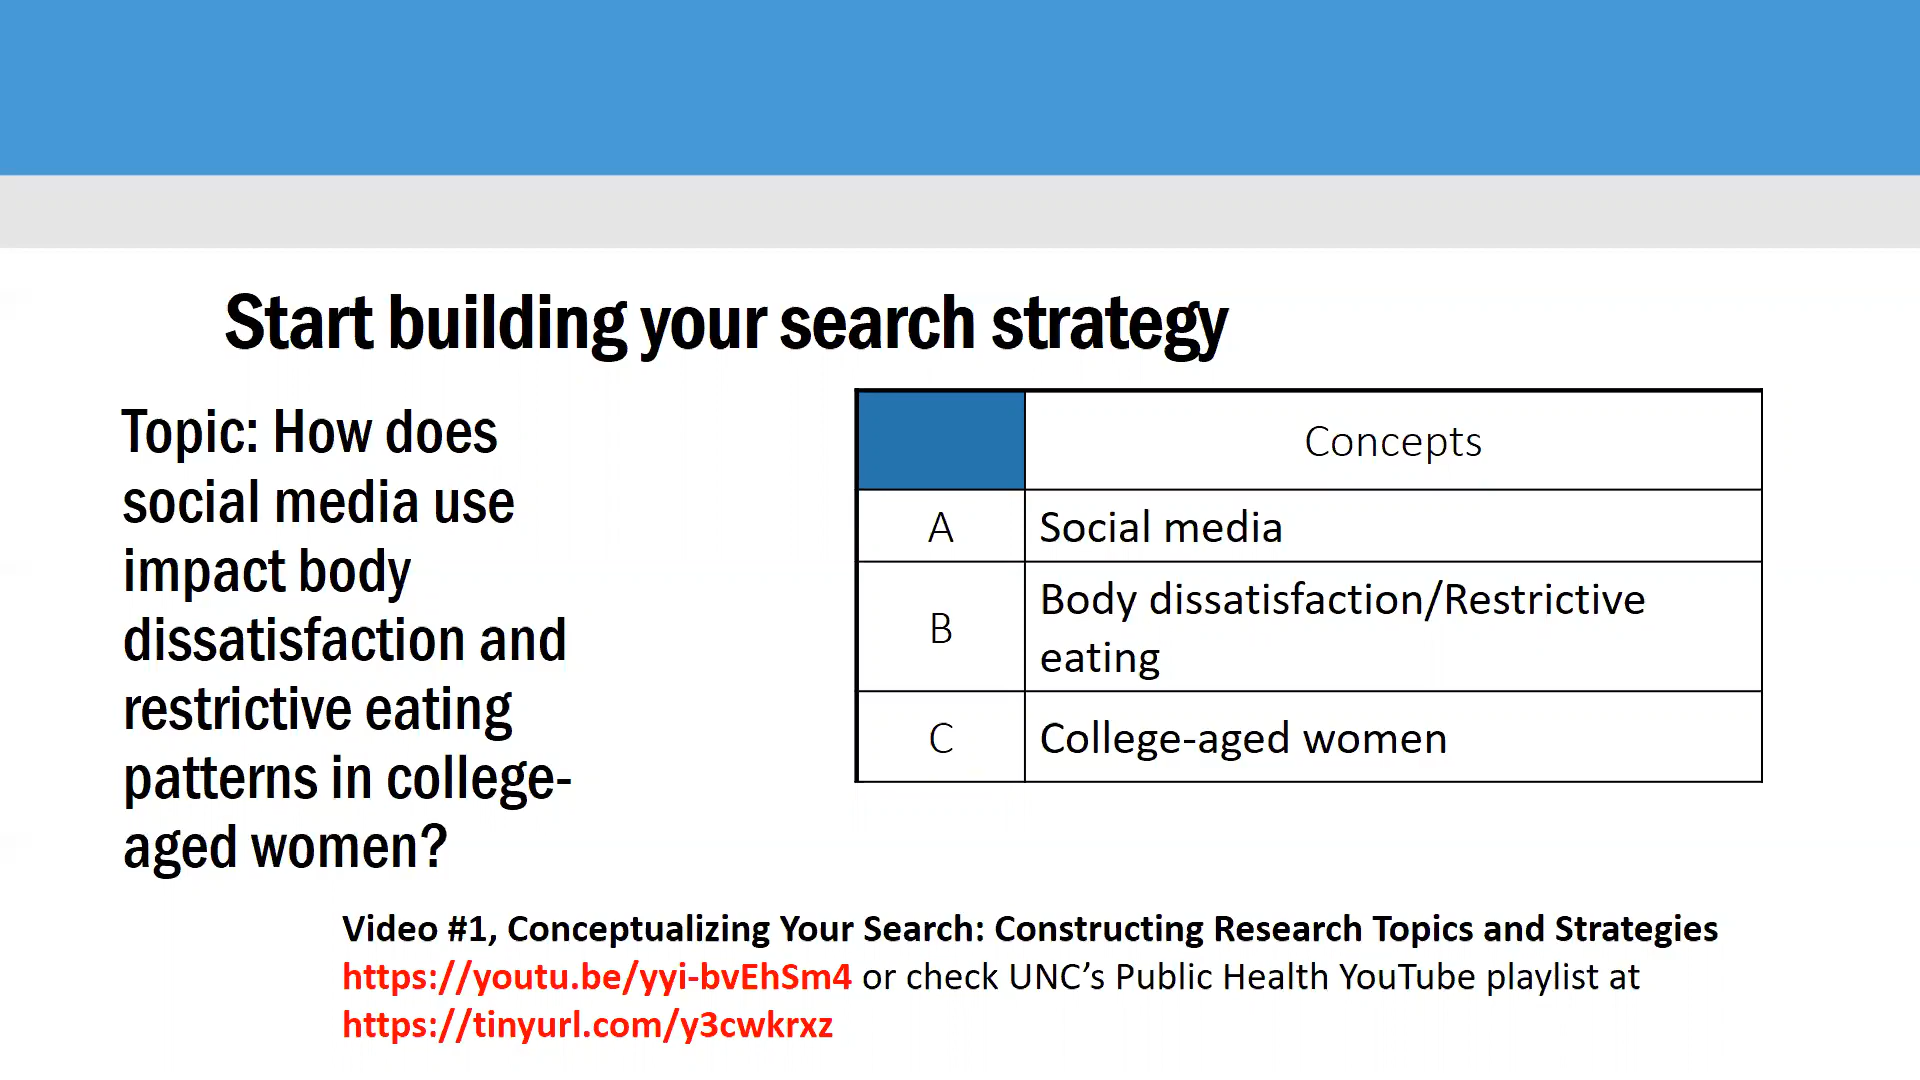 Start building your search strategy
Topic: How does
social media use
impact body
dissatisfaction and
restrictive eating
patterns in college-
aged women?
Concepts
A
Social media
B
Body dissatisfaction/Restrictive
eating
C
College-aged women
Video #1, Conceptualizing Your Search: Constructing Research Topics and Strategies
https://youtu.be/yyi-bvEhSm4 or check UNC’s Public Health YouTube playlist at
https://tinyurl.com/y3cwkrxz